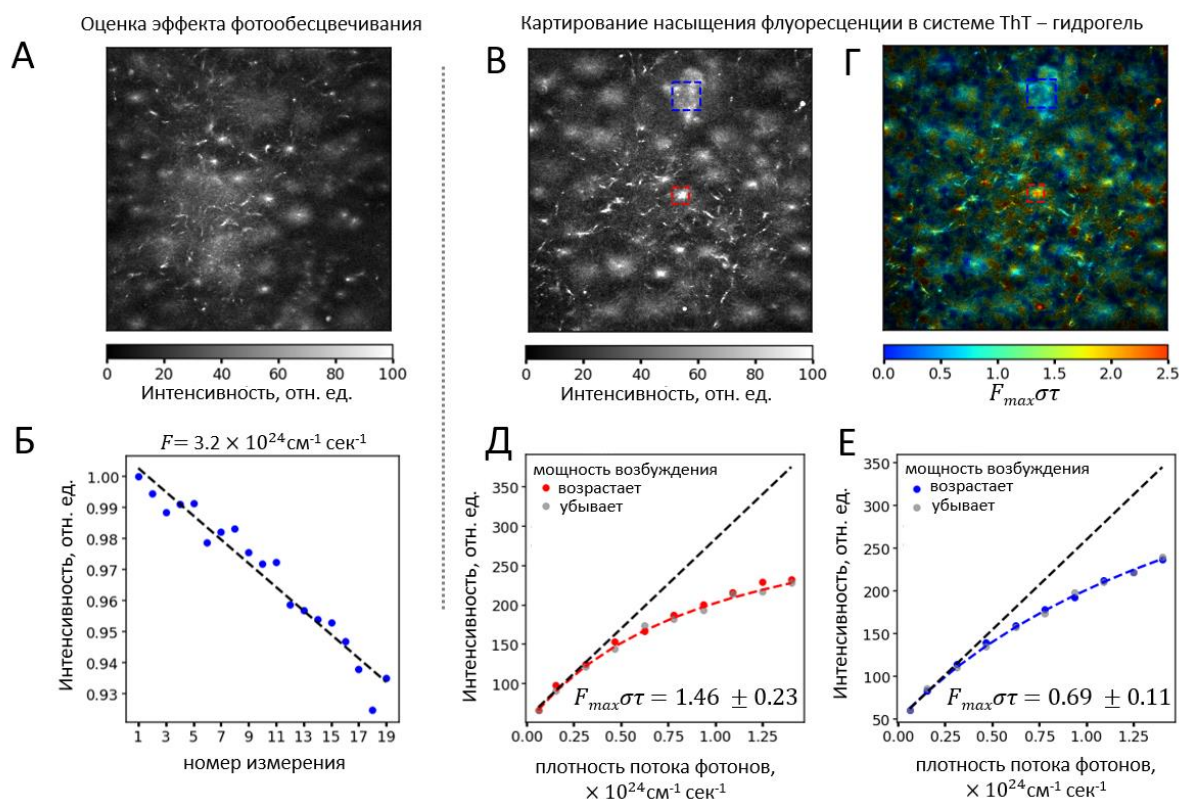 Оценка эффекта фотообесцвечивания
Картирование насыщения флуоресценции в системе ThT – гидрогель
А
В
Г
0 20 40 60 80 100
Интенсивность, отн. ед.
0 20 40 60 80 100
Интенсивность, отн. ед.
0.0 0.5 1.0 1.5 2.0 2.5
F_max στ
Б
F = 3.2 × 10²⁴см⁻¹ сек⁻¹
Интенсивность, отн. ед.
1.00
0.99
0.98
0.97
0.96
0.95
0.94
0.93
1 3 5 7 9 11 13 15 17 19
номер измерения
Д
Интенсивность, отн. ед.
350
300
250
200
150
100
мощность возбуждения
возрастает
убывает
F_max στ = 1.46 ± 0.23
0.00 0.25 0.50 0.75 1.00 1.25
плотность потока фотонов,
× 10²⁴см⁻¹ сек⁻¹
Е
Интенсивность, отн. ед.
350
300
250
200
150
100
50
мощность возбуждения
возрастает
убывает
F_max στ = 0.69 ± 0.11
0.00 0.25 0.50 0.75 1.00 1.25
плотность потока фотонов,
× 10²⁴см⁻¹ сек⁻¹